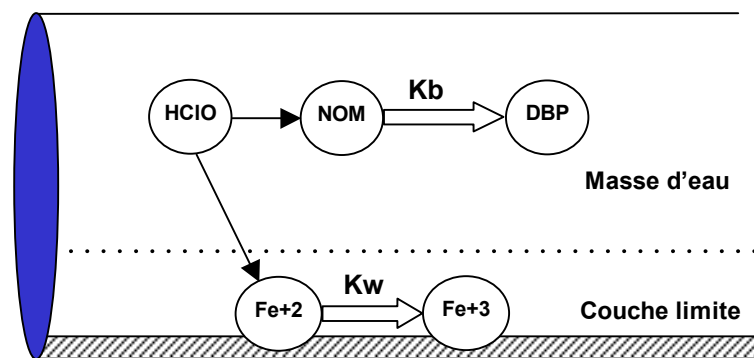 Kb
HClO
NOM
DBP
Masse d'eau
Kw
Fe+2
Fe+3
Couche limite